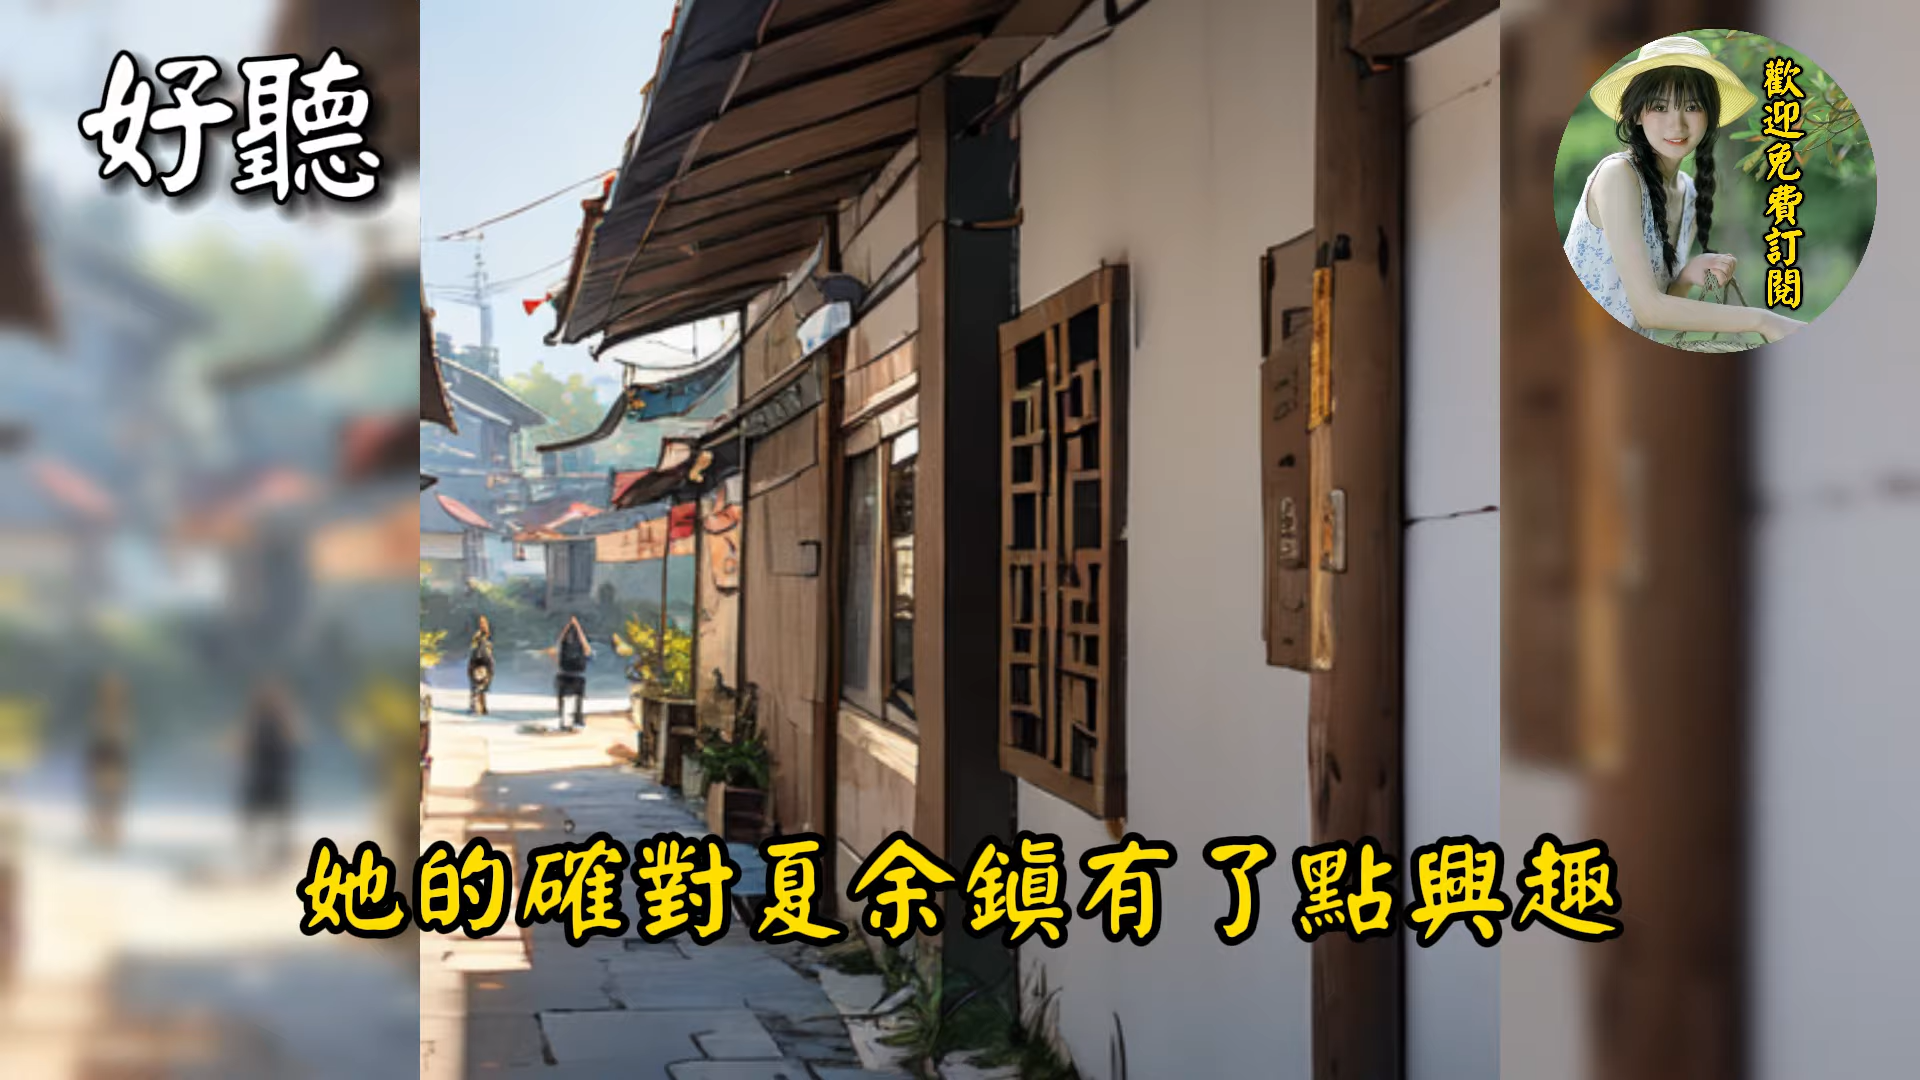 好聽
歡迎免費訂閱
她的確對夏余鎮有了點興趣